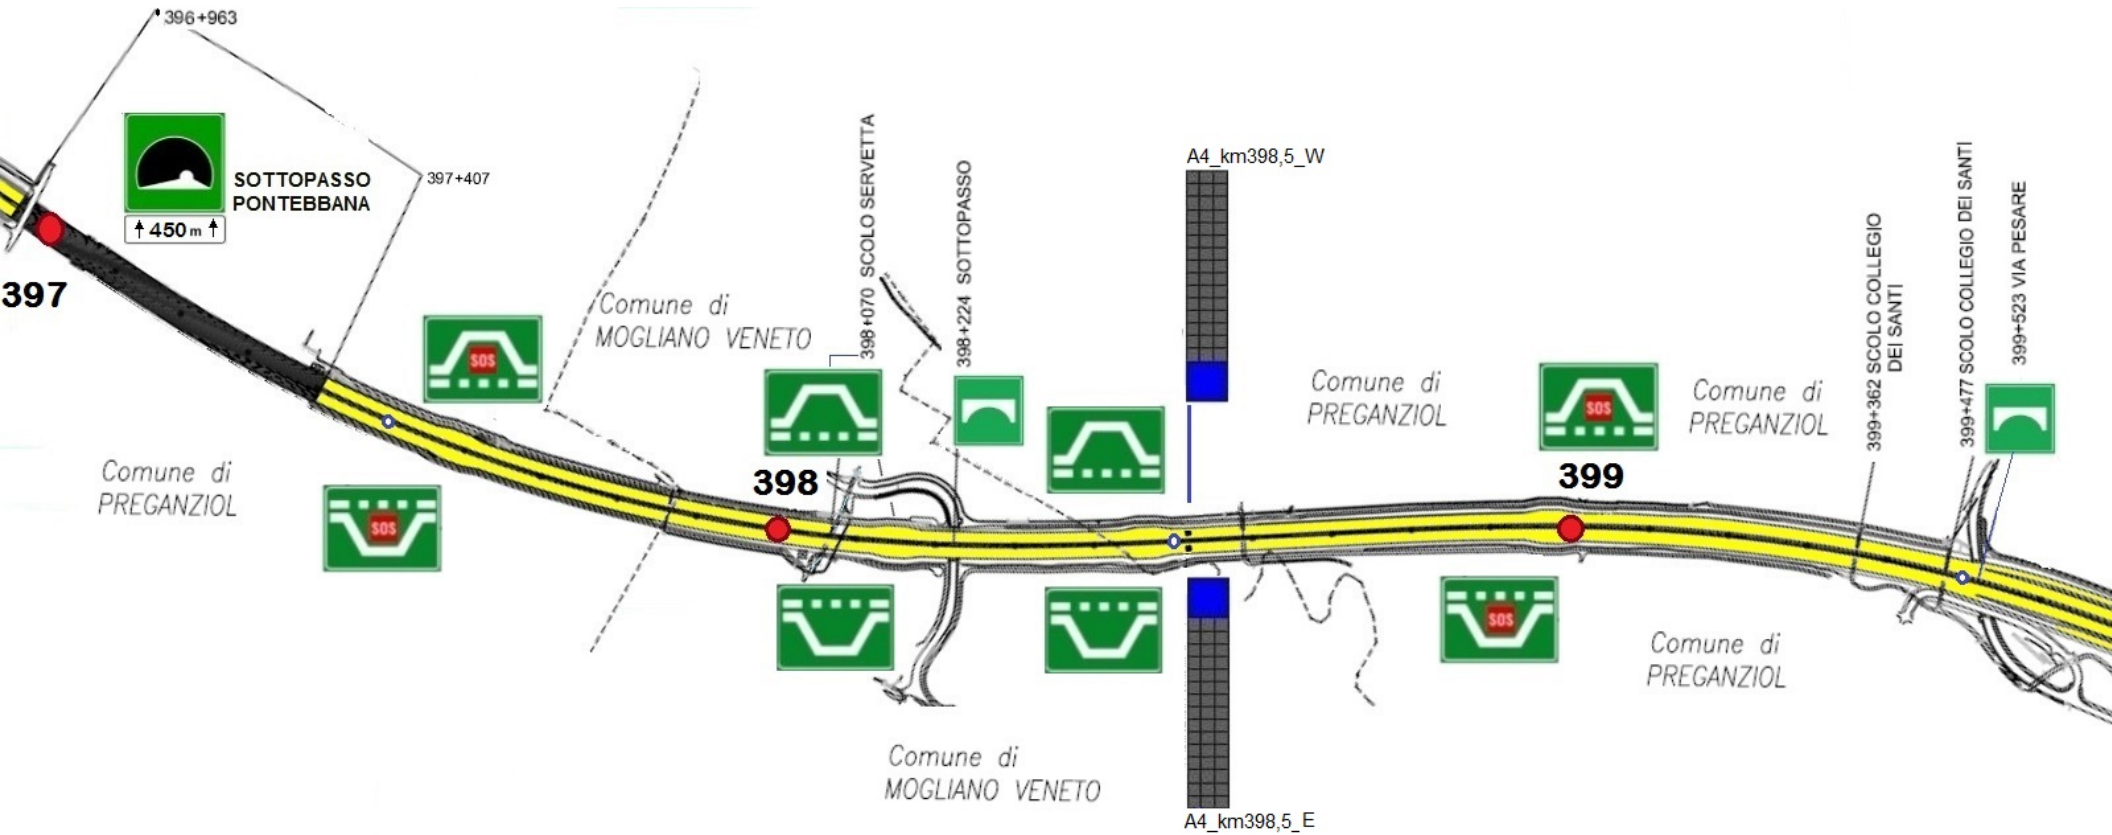 396+963
397+407
SOTTOPASSO
PONTEBBANA
450 m
397
SOS
SOS
Comune di
MOGLIANO VENETO
Comune di
PREGANZIOL
398+070 SCOLO SERVETTA
398+224 SOTTOPASSO
398
A4_km398,5_W
Comune di
PREGANZIOL
SOS
399
Comune di
PREGANZIOL
399+362 SCOLO COLLEGIO
DEI SANTI
399+477 SCOLO COLLEGIO DEI SANTI
399+523 VIA PESARE
SOS
Comune di
PREGANZIOL
Comune di
MOGLIANO VENETO
A4_km398,5_E